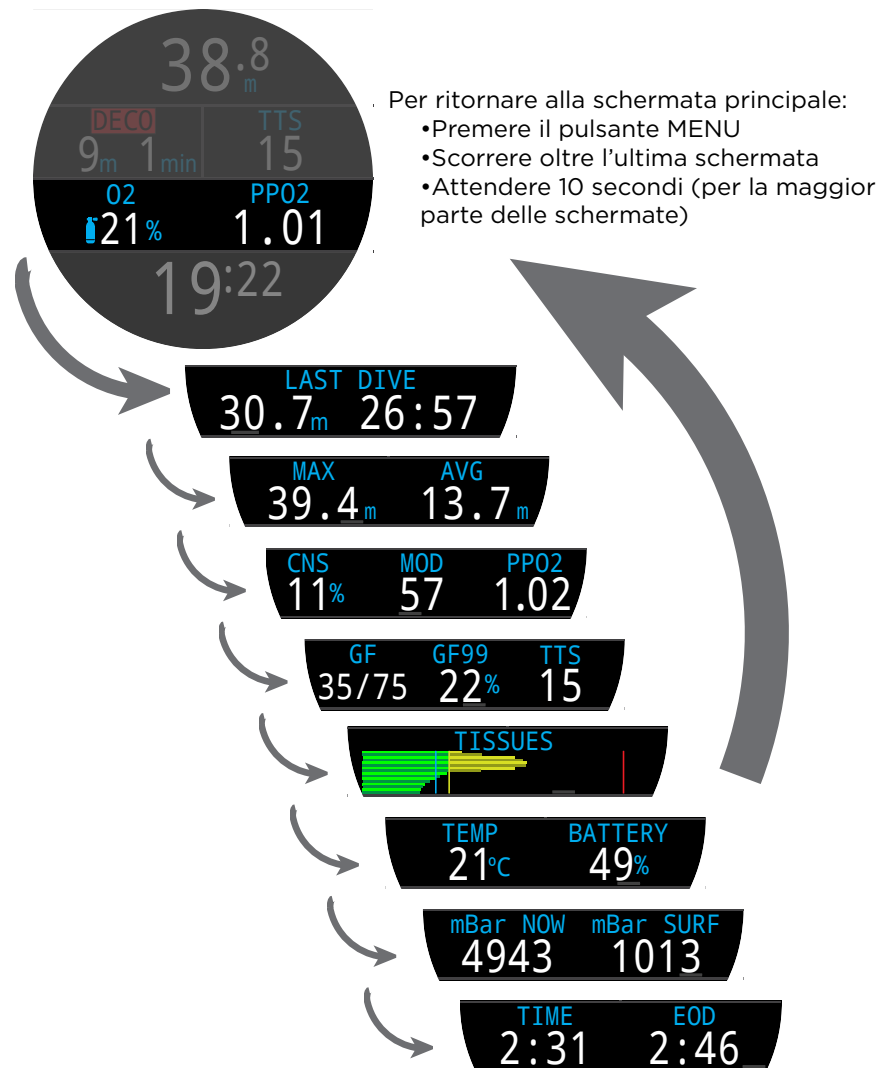 38.8
m
DECO TTS
9m 1min 15
O2 PPO2
21% 1.01
19:22
Per ritornare alla schermata principale:
•Premere il pulsante MENU
•Scorrere oltre l'ultima schermata
•Attendere 10 secondi (per la maggior
parte delle schermate)
LAST DIVE
30.7m 26:57
MAX AVG
39.4m 13.7m
CNS MOD PPO2
11% 57 1.02
GF GF99 TTS
35/75 22% 15
TISSUES
TEMP BATTERY
21°C 49%
mBar NOW mBar SURF
4943 1013
TIME EOD
2:31 2:46